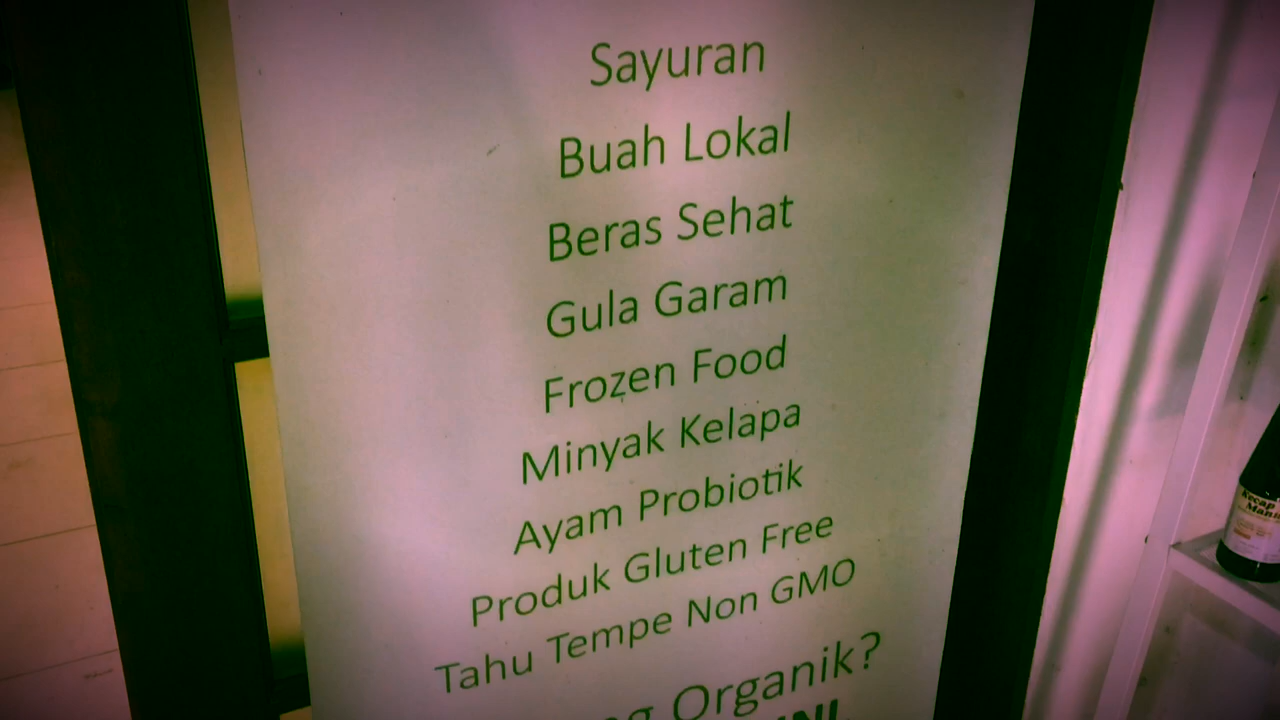 Sayuran
Buah Lokal
Beras Sehat
Gula Garam
Frozen Food
Minyak Kelapa
Ayam Probiotik
Produk Gluten Free
Tahu Tempe Non GMO
Organik?
Kecap